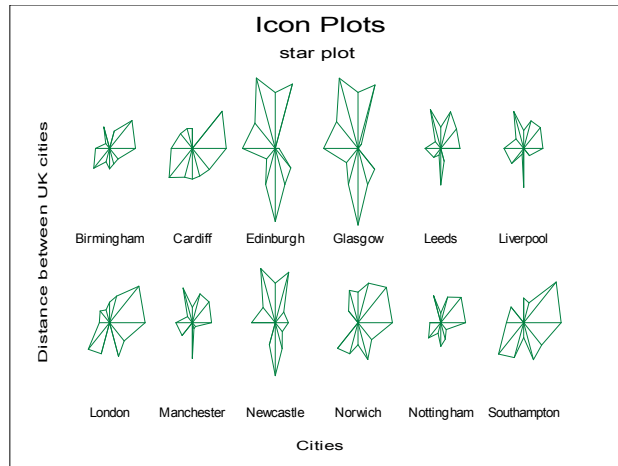 Icon Plots
star plot
Distance between UK cities
Birmingham Cardiff Edinburgh Glasgow Leeds Liverpool
London Manchester Newcastle Norwich Nottingham Southampton
Cities